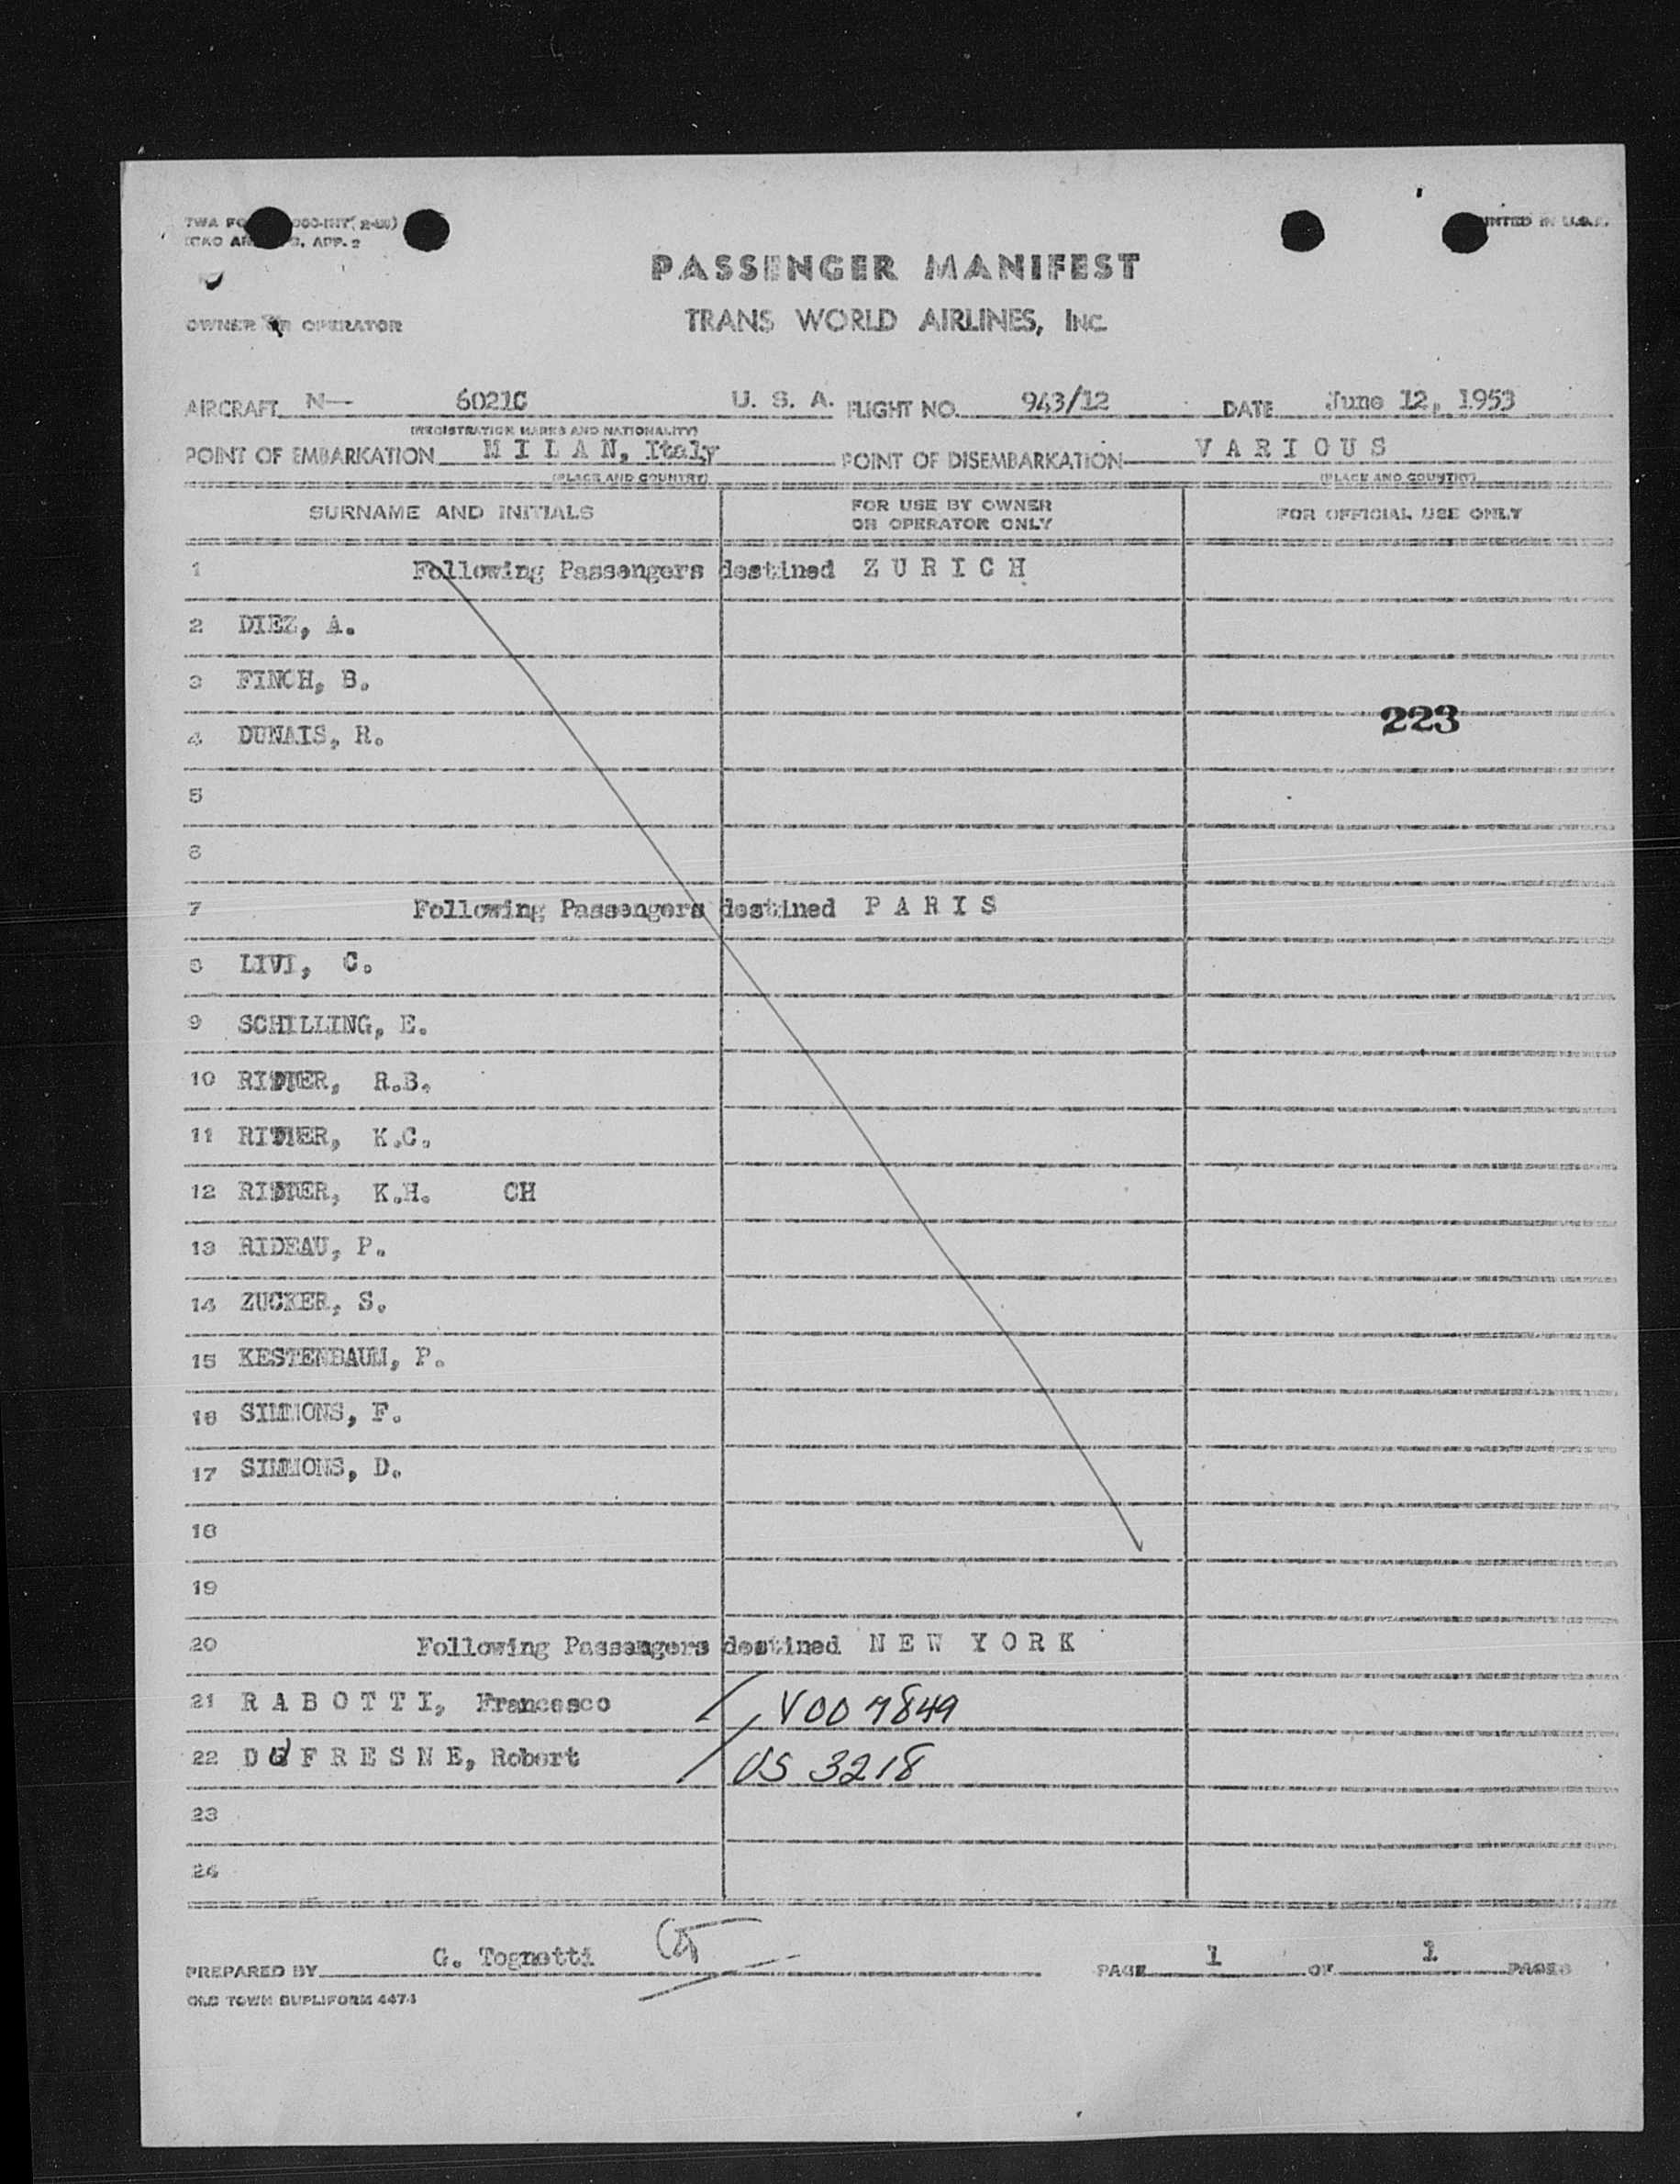 PRINTED IN U.S.A.
PASSENGER MANIFEST
OWNER OR OPERATOR TRANS WORLD AIRLINES, INC.
AIRCRAFT N— 6021C U. S. A. FLIGHT NO. 943/12 DATE June 12, 1953
(REGISTRATION MARKS AND NATIONALITY)
POINT OF EMBARKATION M I L A N, Italy POINT OF DISEMBARKATION V A R I O U S
(PLACE AND COUNTRY) (PLACE AND COUNTRY)
SURNAME AND INITIALS FOR USE BY OWNER OR OPERATOR ONLY FOR OFFICIAL USE ONLY
1 Following Passengers destined Z U R I C H
2 DIEZ, A.
3 FINCH, B.
223
4 DUNAIS, R.
5
6
7 Following Passengers destined P A R I S
8 LIVI, C.
9 SCHILLING, E.
10 R.B.
11 K.C.
12 K.H. CH
13 RIDEAU, P.
14 ZUCKER, S.
15 KESTENBAUM, P.
16 SIMMONS, F.
17 SIMMONS, D.
18
19
20 Following Passengers destined N E W Y O R K
21 R A B O T T I, Francesco / V007849
22 D U F R E S N E, Robert / US 3218
23
24
PREPARED BY G. Tognetti PAGE 1 OF 1 PAGES
OLD TOWN DUPLIFORM 4474